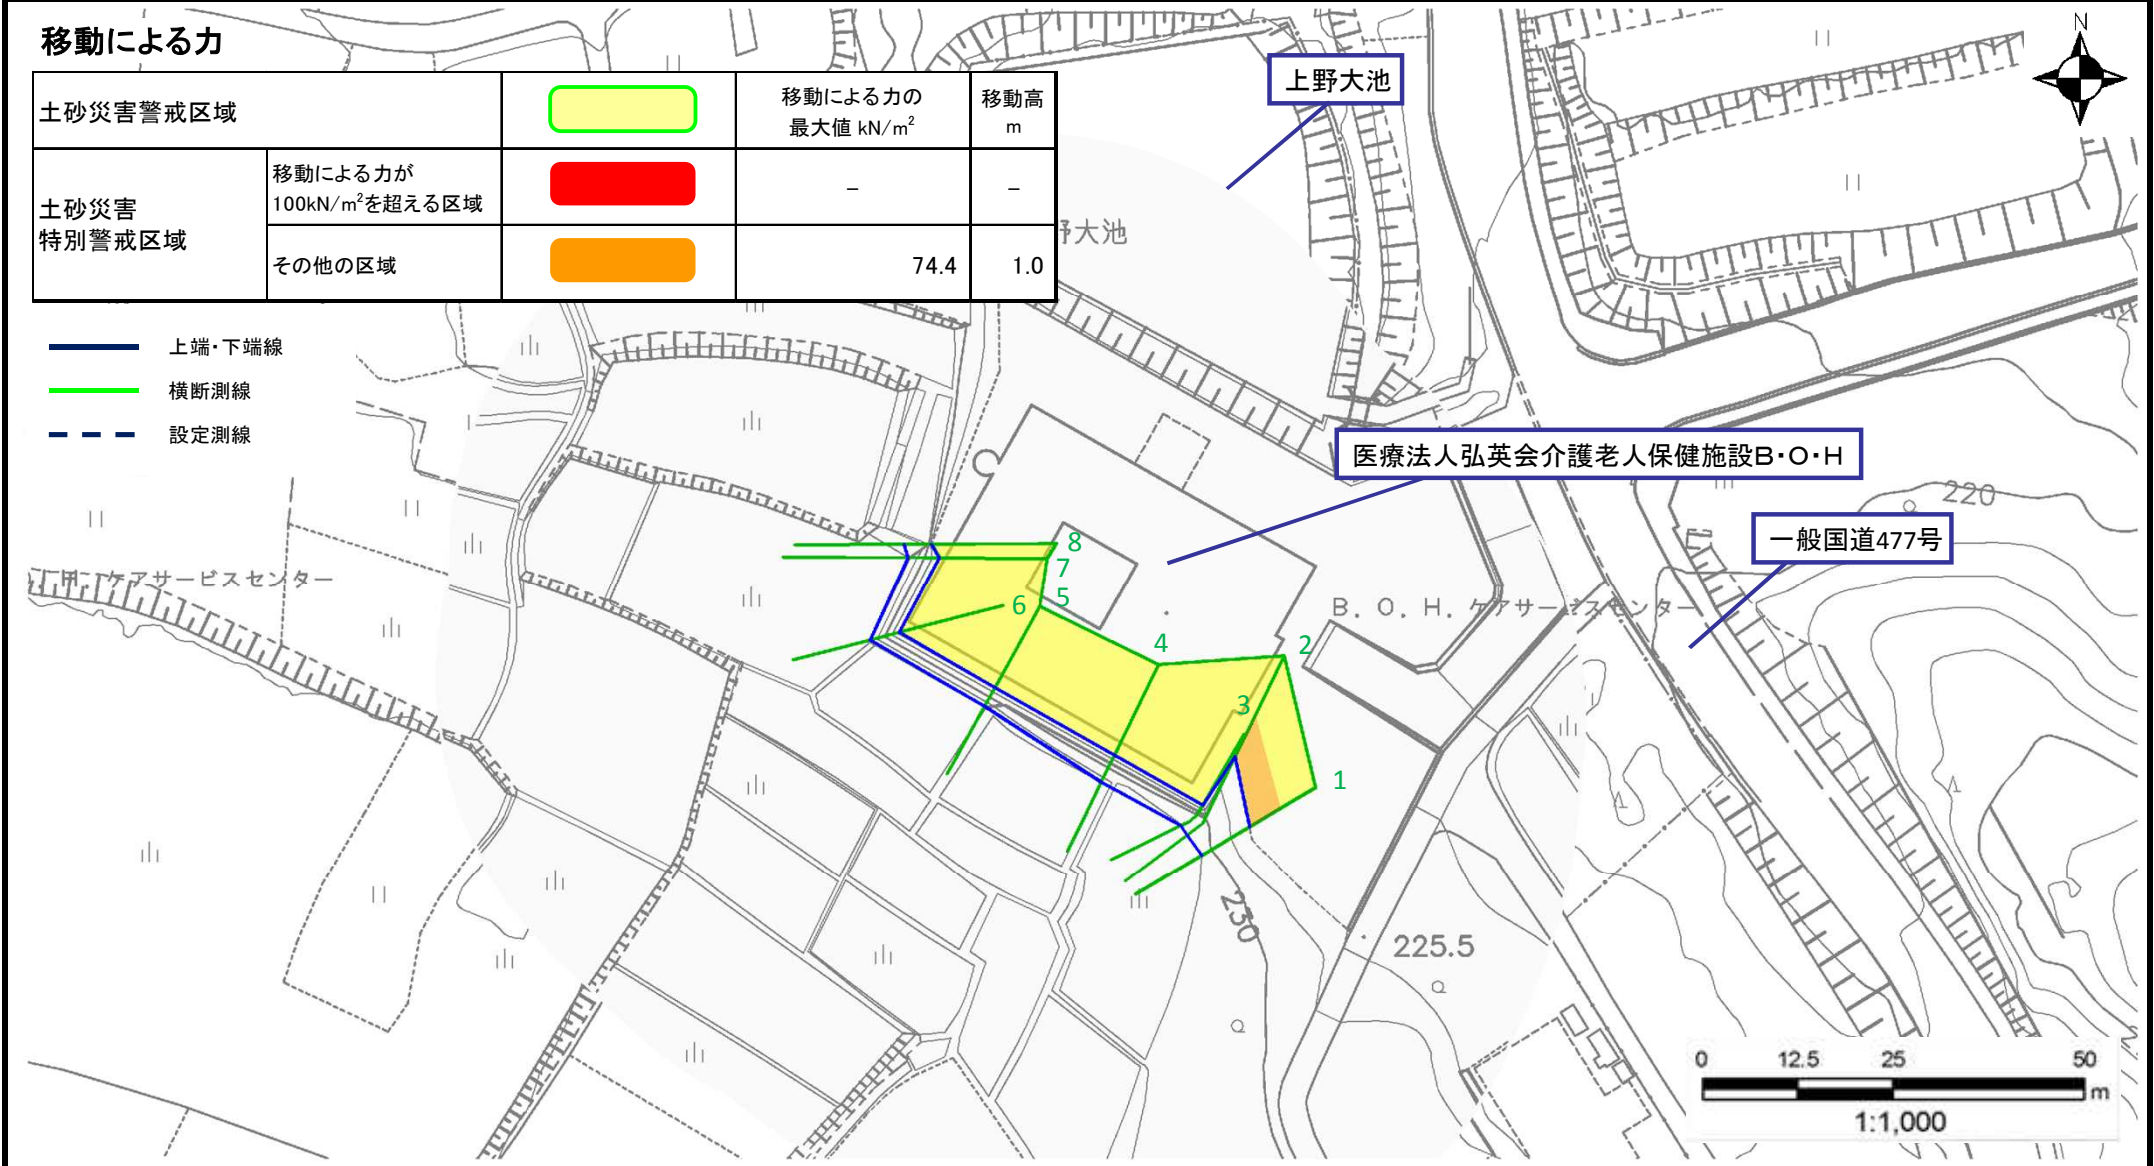 移動による力
土砂災害警戒区域
移動による力の
最大値 kN/m²
移動高
m
土砂災害
特別警戒区域
移動による力が
100kN/m²を超える区域
－
－
その他の区域
74.4
1.0
上端・下端線
横断測線
設定測線
N
上野大池
野大池
医療法人弘英会介護老人保健施設B・O・H
一般国道477号
220
ケアサービスセンター
B. O. H. ケアサービスセンター
8
7
5
6
4
2
3
1
230
225.5
0 12.5 25 50
m
1:1,000